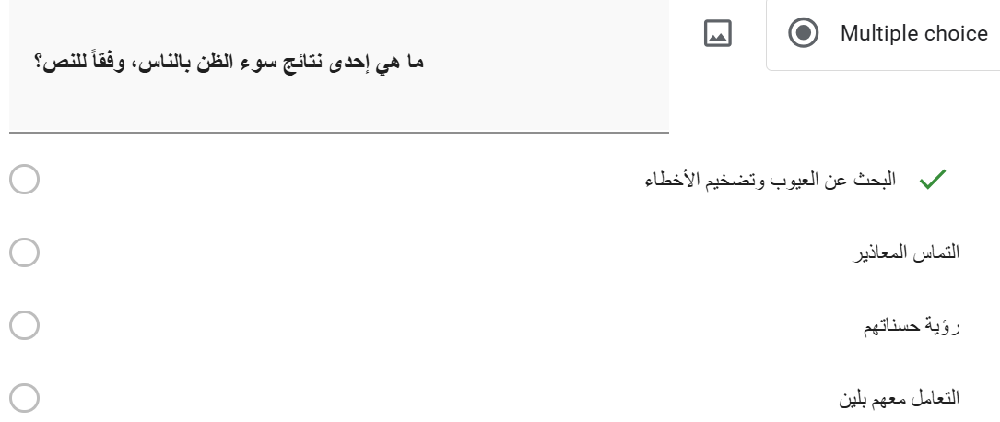 Multiple choice
ما هي إحدى نتائج سوء الظن بالناس، وفقاً للنص؟
البحث عن العيوب وتضخيم الأخطاء
التماس المعاذير
رؤية حسناتهم
التعامل معهم بلين